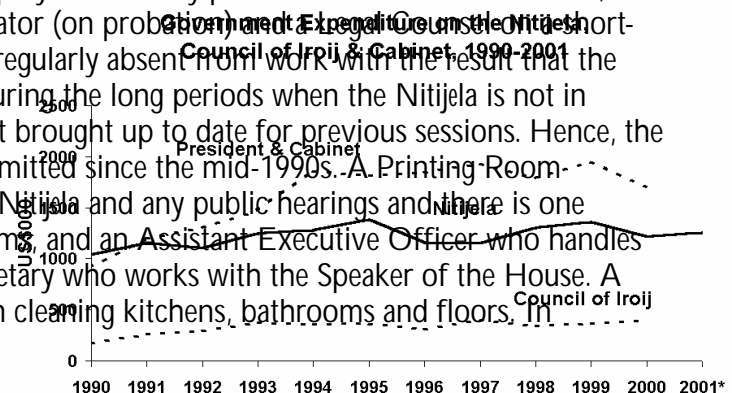 Government Expenditure on the Nitijela,
Council of Iroij & Cabinet, 1990-2001
ator (on probation) and a Legal Counsel on a short-
regularly absent from work with the result that the
uring the long periods when the Nitijela is not in
t brought up to date for previous sessions. Hence, the
mitted since the mid-1990s. A Printing Room
Nitijela and any public hearings and there is one
ms, and an Assistant Executive Officer who handles
etary who works with the Speaker of the House. A
n cleaning kitchens, bathrooms and floors. In
US$000
2500
2000
1500
1000
500
0
President & Cabinet
Nitijela
Council of Iroij
1990 1991 1992 1993 1994 1995 1996 1997 1998 1999 2000 2001*